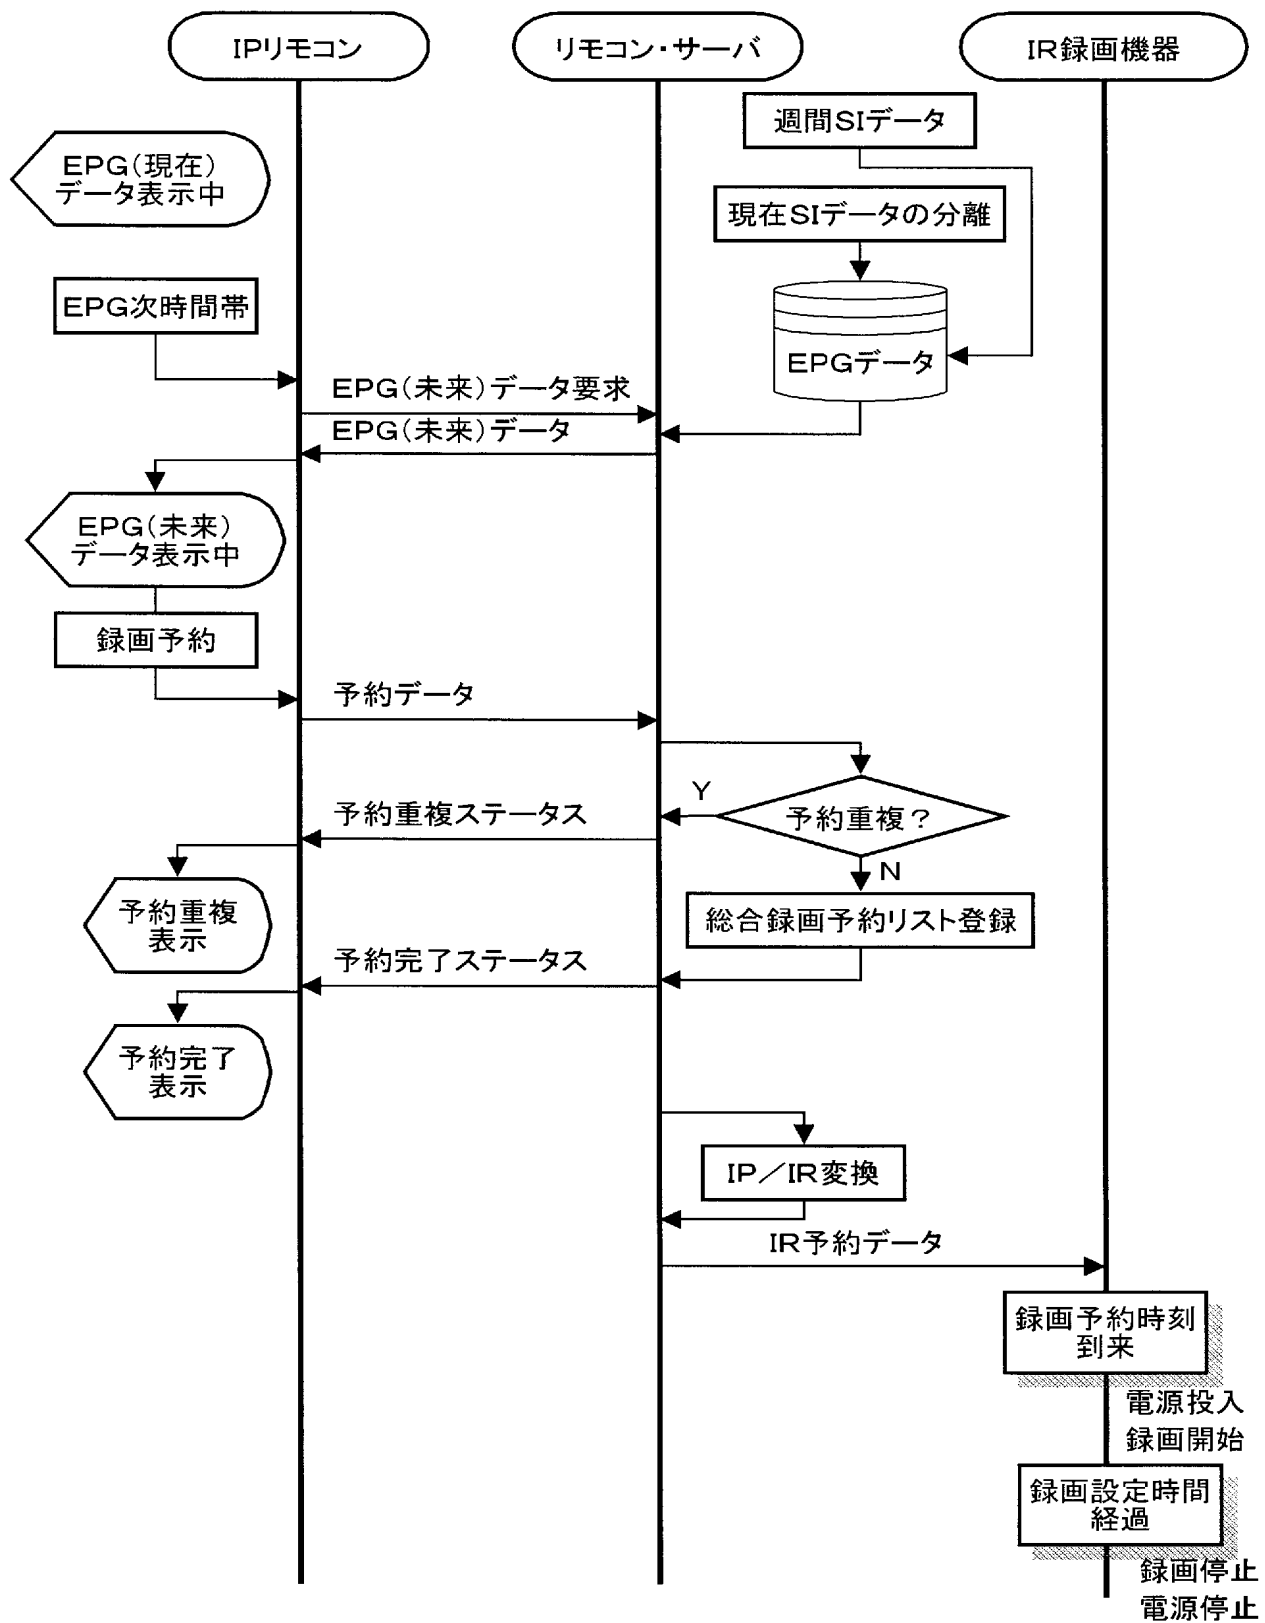 IPリモコン
リモコン・サーバ
IR録画機器
週間SIデータ
EPG(現在)
データ表示中
現在SIデータの分離
EPG次時間帯
EPGデータ
EPG(未来)データ要求
EPG(未来)データ
EPG(未来)
データ表示中
録画予約
予約データ
Y
予約重複ステータス
予約重複?
N
予約重複
表示
総合録画予約リスト登録
予約完了ステータス
予約完了
表示
IP/IR変換
IR予約データ
録画予約時刻
到来
電源投入
録画開始
録画設定時間
経過
録画停止
電源停止